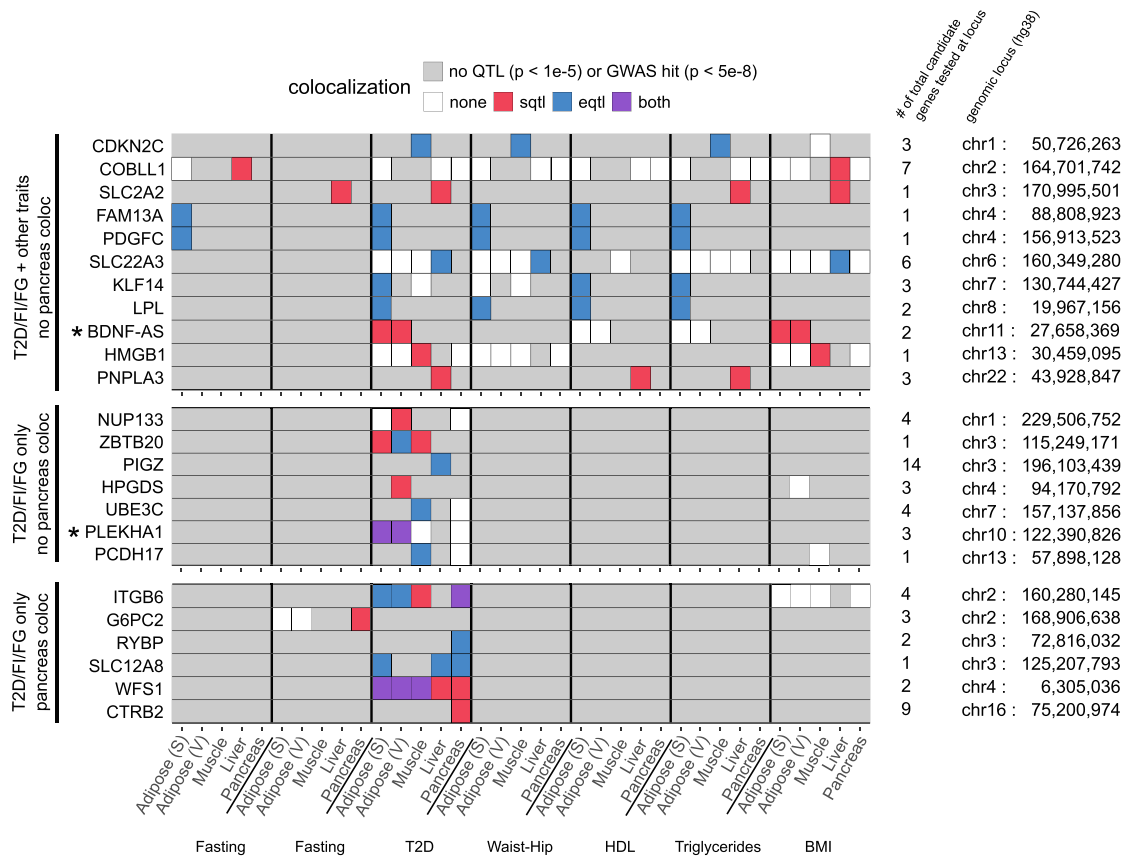 colocalization
no QTL (p < 1e-5) or GWAS hit (p < 5e-8)
none sqtl eqtl both
# of total candidate
genes tested at locus
genomic locus (hg38)
T2D/FI/FG + other traits
no pancreas coloc
CDKN2C 3 chr1 : 50,726,263
COBLL1 7 chr2 : 164,701,742
SLC2A2 1 chr3 : 170,995,501
FAM13A 1 chr4 : 88,808,923
PDGFC 1 chr4 : 156,913,523
SLC22A3 6 chr6 : 160,349,280
KLF14 3 chr7 : 130,744,427
LPL 2 chr8 : 19,967,156
* BDNF-AS 2 chr11 : 27,658,369
HMGB1 1 chr13 : 30,459,095
PNPLA3 3 chr22 : 43,928,847
T2D/FI/FG only
no pancreas coloc
NUP133 4 chr1 : 229,506,752
ZBTB20 1 chr3 : 115,249,171
PIGZ 14 chr3 : 196,103,439
HPGDS 3 chr4 : 94,170,792
UBE3C 4 chr7 : 157,137,856
* PLEKHA1 3 chr10 : 122,390,826
PCDH17 1 chr13 : 57,898,128
T2D/FI/FG only
pancreas coloc
ITGB6 4 chr2 : 160,280,145
G6PC2 3 chr2 : 168,906,638
RYBP 2 chr3 : 72,816,032
SLC12A8 1 chr3 : 125,207,793
WFS1 2 chr4 : 6,305,036
CTRB2 9 chr16 : 75,200,974
Adipose (S) Adipose (V) Muscle Liver Pancreas Adipose (S) Adipose (V) Muscle Liver Pancreas Adipose (S) Adipose (V) Muscle Liver Pancreas Adipose (S) Adipose (V) Muscle Liver Pancreas Adipose (S) Adipose (V) Muscle Liver Pancreas Adipose (S) Adipose (V) Muscle Liver Pancreas Adipose (S) Adipose (V) Muscle Liver Pancreas
Fasting Fasting T2D Waist-Hip HDL Triglycerides BMI